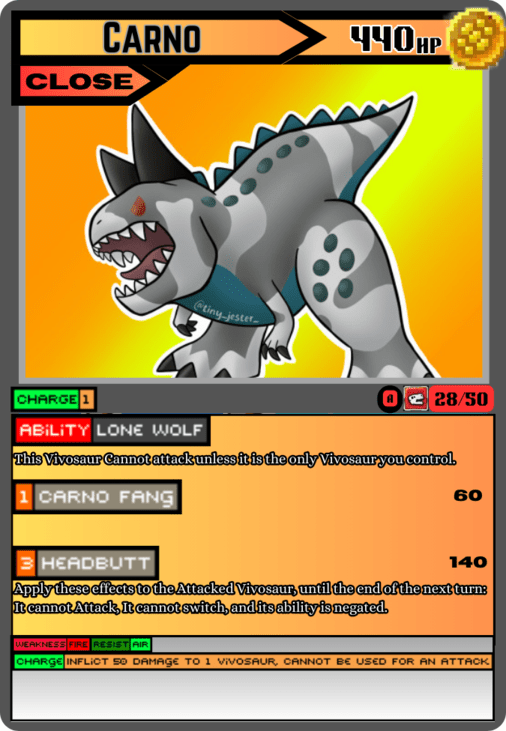 CARNO
440HP
CLOSE
@tiny_jester_
CHARGE 1
A
28/50
ABILITY LONE WOLF
This Vivosaur Cannot attack unless it is the only Vivosaur you control.
1 CARNO FANG 60
3 HEADBUTT 140
Apply these effects to the Attacked Vivosaur, until the end of the next turn:
It cannot Attack, It cannot switch, and its ability is negated.
WEAKNESS FIRE RESIST AIR
CHARGE INFLICT 50 DAMAGE TO 1 VIVOSAUR, CANNOT BE USED FOR AN ATTACK